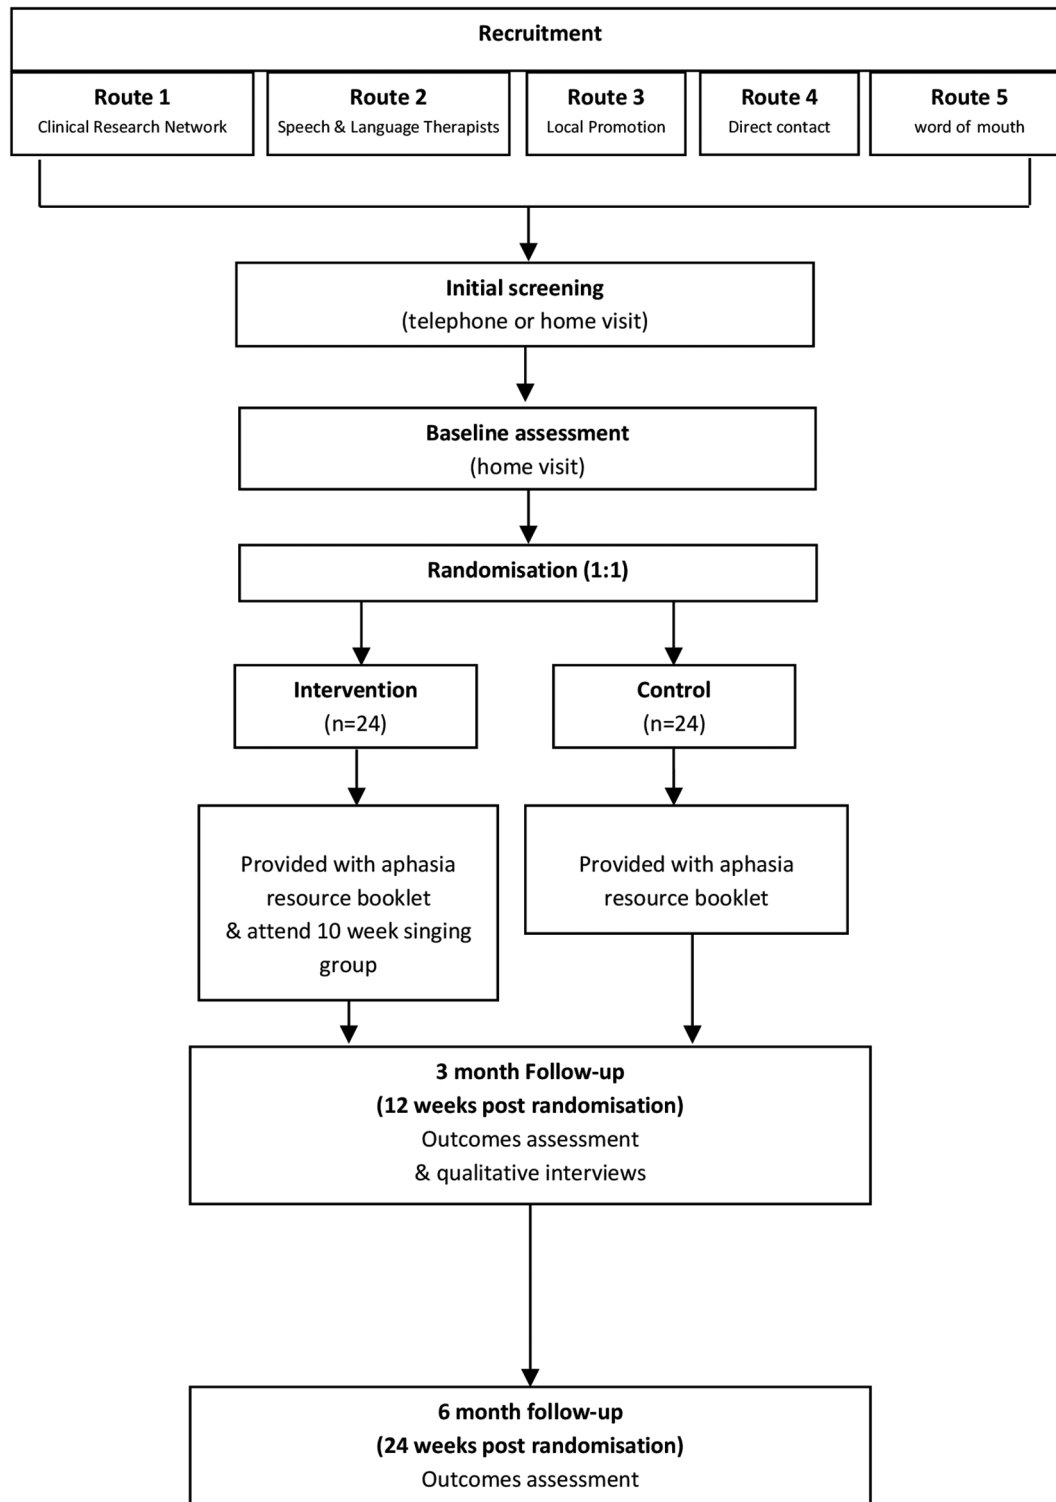 Recruitment
Route 1
Clinical Research Network
Route 2
Speech & Language Therapists
Route 3
Local Promotion
Route 4
Direct contact
Route 5
word of mouth
Initial screening
(telephone or home visit)
Baseline assessment
(home visit)
Randomisation (1:1)
Intervention
(n=24)
Control
(n=24)
Provided with aphasia
resource booklet
& attend 10 week singing
group
Provided with aphasia
resource booklet
3 month Follow-up
(12 weeks post randomisation)
Outcomes assessment
& qualitative interviews
6 month follow-up
(24 weeks post randomisation)
Outcomes assessment